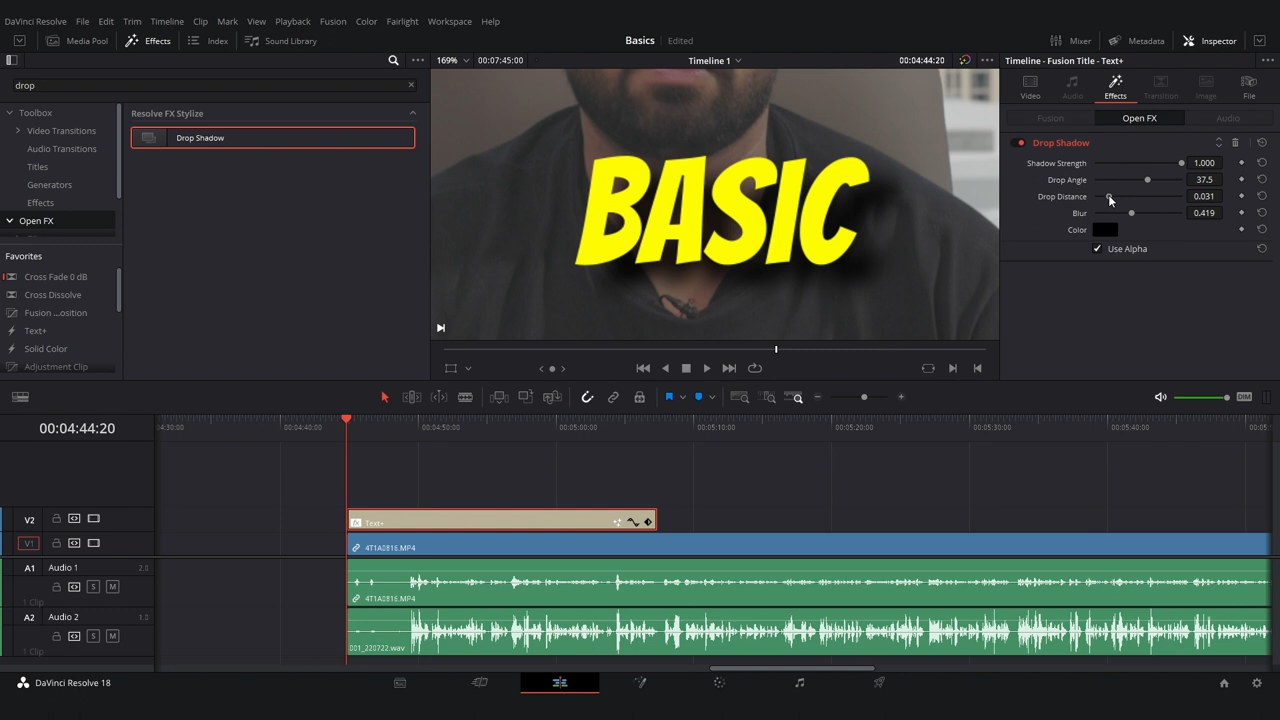 DaVinci Resolve File Edit Trim Timeline Clip Mark View Playback Fusion Color Fairlight Workspace Help
Media Pool Effects Index Sound Library Basics Edited Mixer Metadata Inspector
169% 00:07:45:00 Timeline 1 00:04:44:20 Timeline - Fusion Title - Text+
drop
Toolbox
Video Transitions
Audio Transitions
Titles
Generators
Effects
Open FX
Favorites
Cross Fade 0 dB
Cross Dissolve
Fusion ...osition
Text+
Solid Color
Adjustment Clip
Resolve FX Stylize
Drop Shadow
BASIC
Video Audio Effects Transition Image File
Fusion Open FX Audio
Drop Shadow
Shadow Strength 1.000
Drop Angle 37.5
Drop Distance 0.031
Blur 0.419
Color
Use Alpha
DIM
00:04:44:20
00:04:40:00 00:04:50:00 00:05:00:00 00:05:10:00 00:05:20:00 00:05:30:00 00:05:40:00
V2 Text+
V1 4T1A0816.MP4
A1 Audio 1 2.0
S M
1 Clip 4T1A0816.MP4
A2 Audio 2 1.0
S M
1 Clip 001_220722.wav
DaVinci Resolve 18